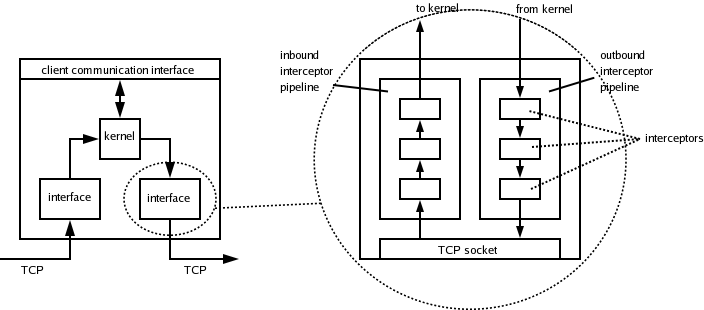 to kernel
from kernel
inbound
interceptor
pipeline
outbound
interceptor
pipeline
client communication interface
kernel
interceptors
interface
interface
TCP socket
TCP
TCP